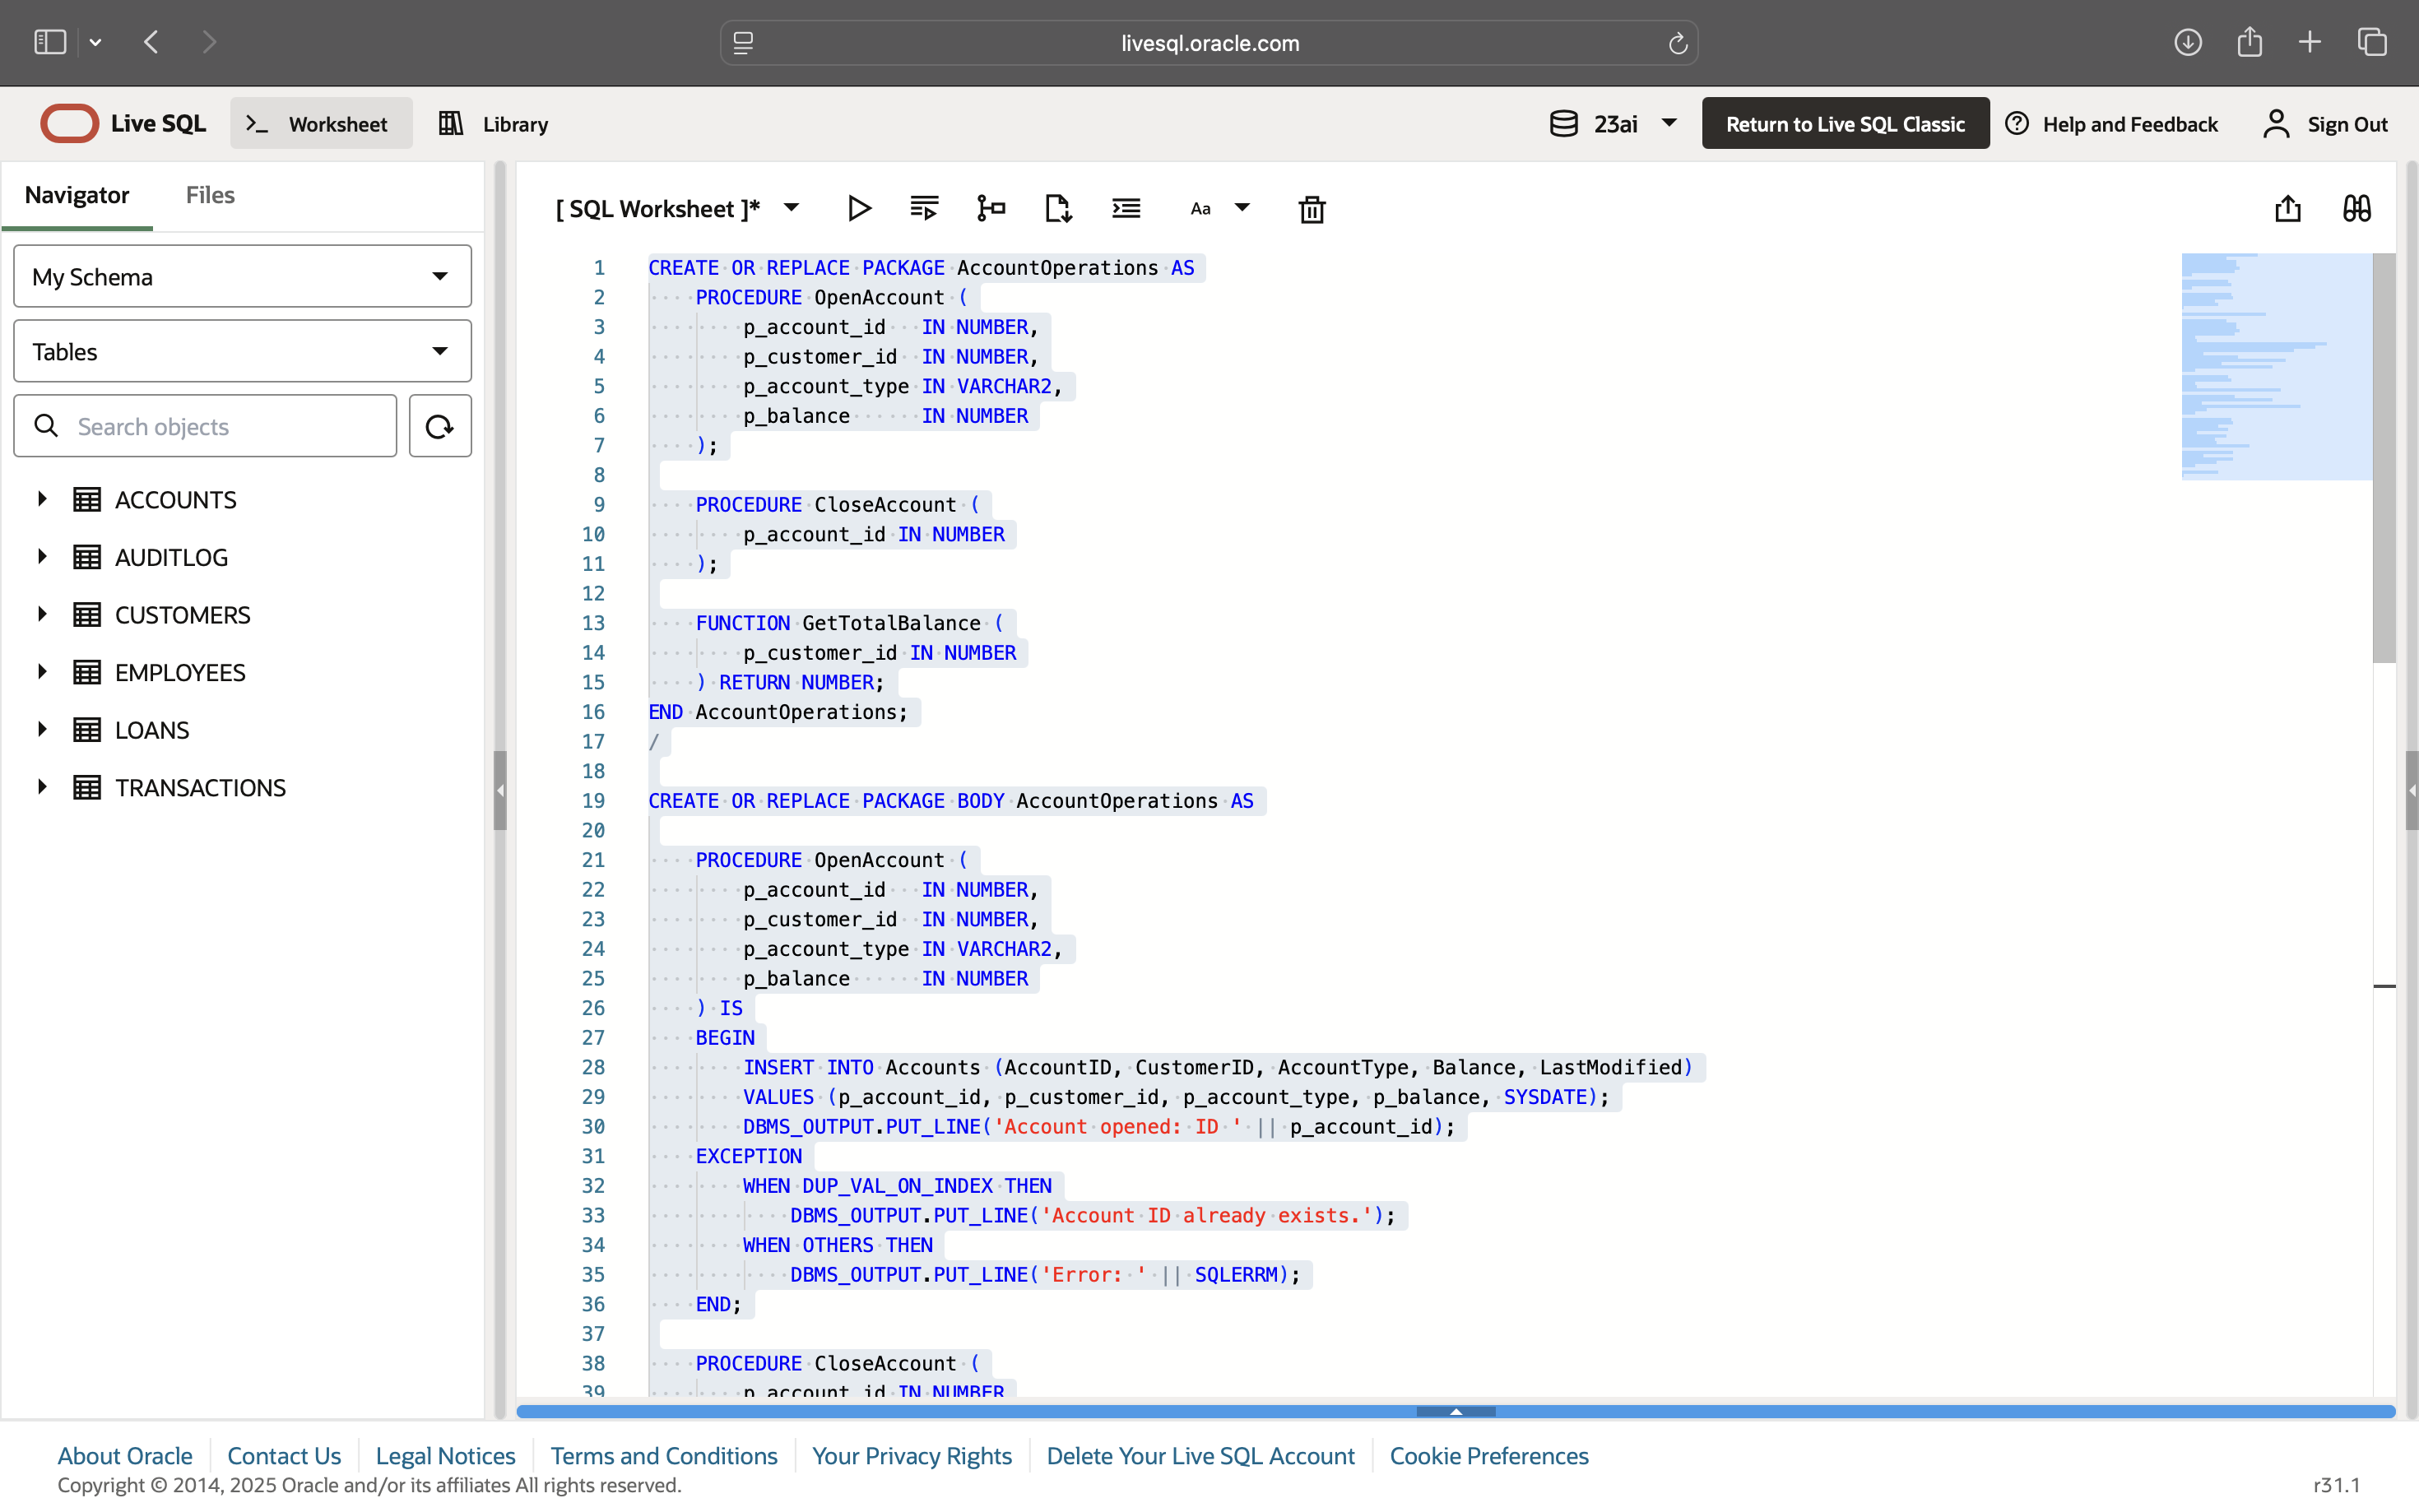 livesql.oracle.com
Live SQL
Worksheet
Library
23ai
Return to Live SQL Classic
Help and Feedback
Sign Out
Navigator
Files
My Schema
Tables
Search objects
ACCOUNTS
AUDITLOG
CUSTOMERS
EMPLOYEES
LOANS
TRANSACTIONS
[ SQL Worksheet ]*
Aa
1 CREATE OR REPLACE PACKAGE AccountOperations AS
2     PROCEDURE OpenAccount (
3         p_account_id   IN NUMBER,
4         p_customer_id  IN NUMBER,
5         p_account_type IN VARCHAR2,
6         p_balance      IN NUMBER
7     );
8
9     PROCEDURE CloseAccount (
10         p_account_id IN NUMBER
11     );
12
13     FUNCTION GetTotalBalance (
14         p_customer_id IN NUMBER
15     ) RETURN NUMBER;
16 END AccountOperations;
17 /
18
19 CREATE OR REPLACE PACKAGE BODY AccountOperations AS
20
21     PROCEDURE OpenAccount (
22         p_account_id   IN NUMBER,
23         p_customer_id  IN NUMBER,
24         p_account_type IN VARCHAR2,
25         p_balance      IN NUMBER
26     ) IS
27     BEGIN
28         INSERT INTO Accounts (AccountID, CustomerID, AccountType, Balance, LastModified)
29         VALUES (p_account_id, p_customer_id, p_account_type, p_balance, SYSDATE);
30         DBMS_OUTPUT.PUT_LINE('Account opened: ID ' || p_account_id);
31     EXCEPTION
32         WHEN DUP_VAL_ON_INDEX THEN
33             DBMS_OUTPUT.PUT_LINE('Account ID already exists.');
34         WHEN OTHERS THEN
35             DBMS_OUTPUT.PUT_LINE('Error: ' || SQLERRM);
36     END;
37
38     PROCEDURE CloseAccount (
39         p_account_id IN NUMBER
About Oracle
Contact Us
Legal Notices
Terms and Conditions
Your Privacy Rights
Delete Your Live SQL Account
Cookie Preferences
Copyright © 2014, 2025 Oracle and/or its affiliates All rights reserved.
r31.1